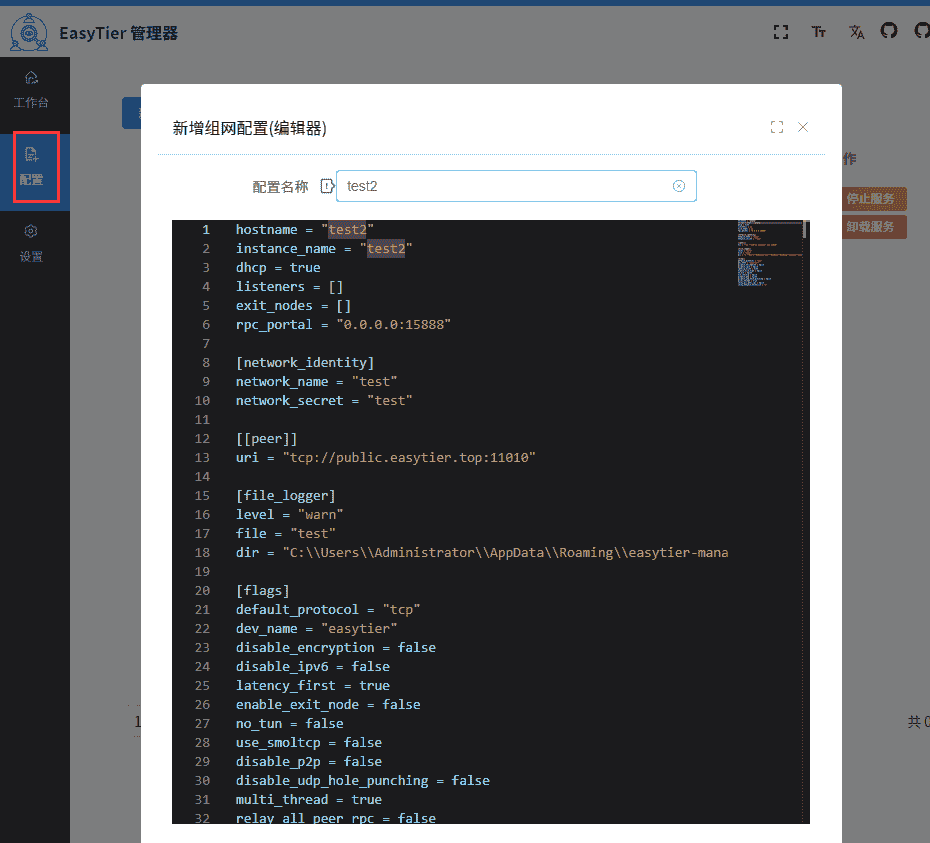 EasyTier 管理器
工作台
配置
设置
新增组网配置(编辑器)
作
停止服务
卸载服务
配置名称
test2
1 hostname = "test2"
2 instance_name = "test2"
3 dhcp = true
4 listeners = []
5 exit_nodes = []
6 rpc_portal = "0.0.0.0:15888"
7
8 [network_identity]
9 network_name = "test"
10 network_secret = "test"
11
12 [[peer]]
13 uri = "tcp://public.easytier.top:11010"
14
15 [file_logger]
16 level = "warn"
17 file = "test"
18 dir = "C:\\Users\\Administrator\\AppData\\Roaming\\easytier-mana
19
20 [flags]
21 default_protocol = "tcp"
22 dev_name = "easytier"
23 disable_encryption = false
24 disable_ipv6 = false
25 latency_first = true
26 enable_exit_node = false
27 no_tun = false
28 use_smoltcp = false
29 disable_p2p = false
30 disable_udp_hole_punching = false
31 multi_thread = true
32 relay_all_peer_rpc = false
1
共 0